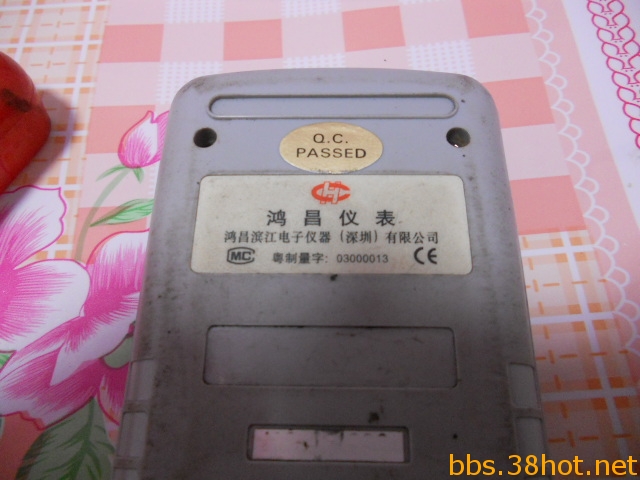 Q.C.
PASSED
鸿昌仪表
鸿昌滨江电子仪器(深圳)有限公司
MC 粤制量字: 03000013 CE
bbs.38hot.net